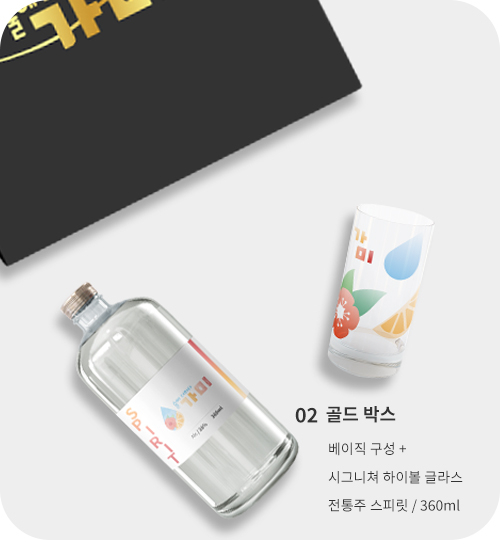 가미
가
미
가미
SPIRIT
360ml
02 골드 박스
베이직 구성 +
시그니쳐 하이볼 글라스
전통주 스피릿 / 360ml